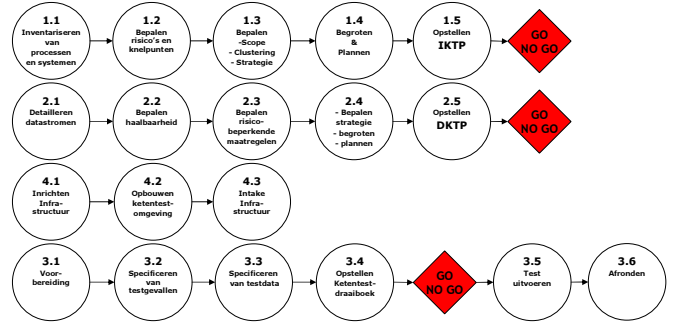 1.1
Inventariseren
van
processen
en systemen
1.2
Bepalen
risico's en
knelpunten
1.3
Bepalen
-Scope
- Clustering
- Strategie
1.4
Begroten
&
Plannen
1.5
Opstellen
IKTP
GO
NO GO
2.1
Detailleren
datastromen
2.2
Bepalen
haalbaarheid
2.3
Bepalen
risico-
beperkende
maatregelen
2.4
- Bepalen
strategie
- begroten
- plannen
2.5
Opstellen
DKTP
GO
NO GO
4.1
Inrichten
Infra-
structuur
4.2
Opbouwen
ketentest-
omgeving
4.3
Intake
Infra-
structuur
3.1
Voor-
bereiding
3.2
Specificeren
van
testgevallen
3.3
Specificeren
van testdata
3.4
Opstellen
Ketentest-
draaiboek
GO
NO GO
3.5
Test
uitvoeren
3.6
Afronden